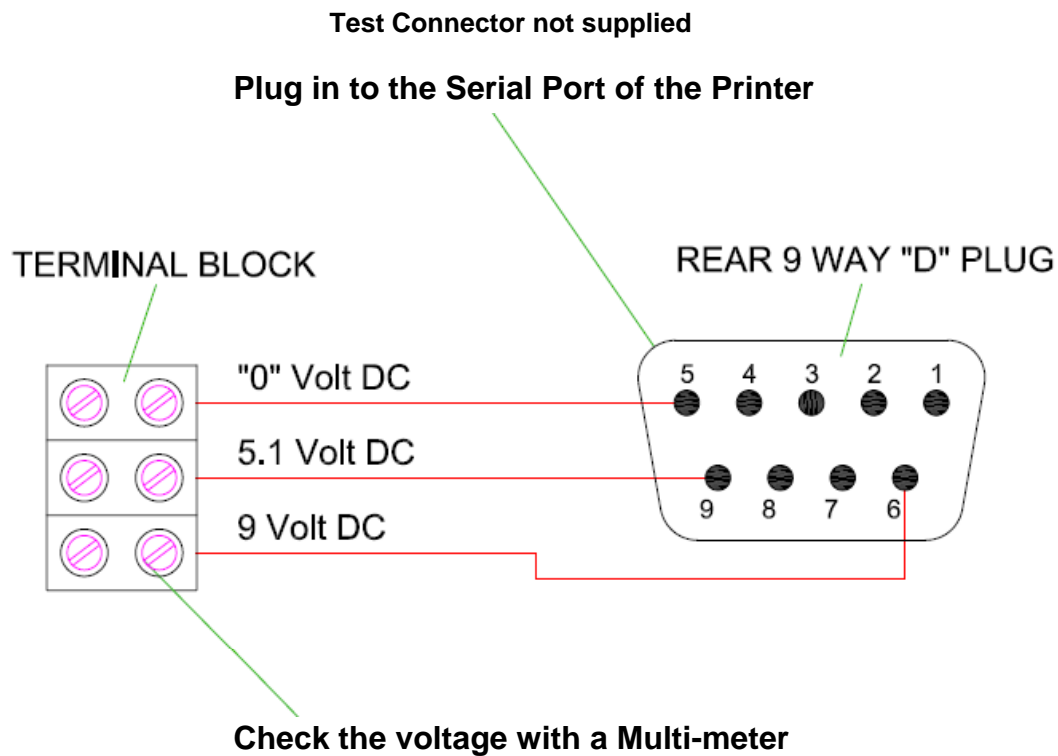 Test Connector not supplied
Plug in to the Serial Port of the Printer
TERMINAL BLOCK
REAR 9 WAY "D" PLUG
"0" Volt DC
5 4 3 2 1
5.1 Volt DC
9 8 7 6
9 Volt DC
Check the voltage with a Multi-meter